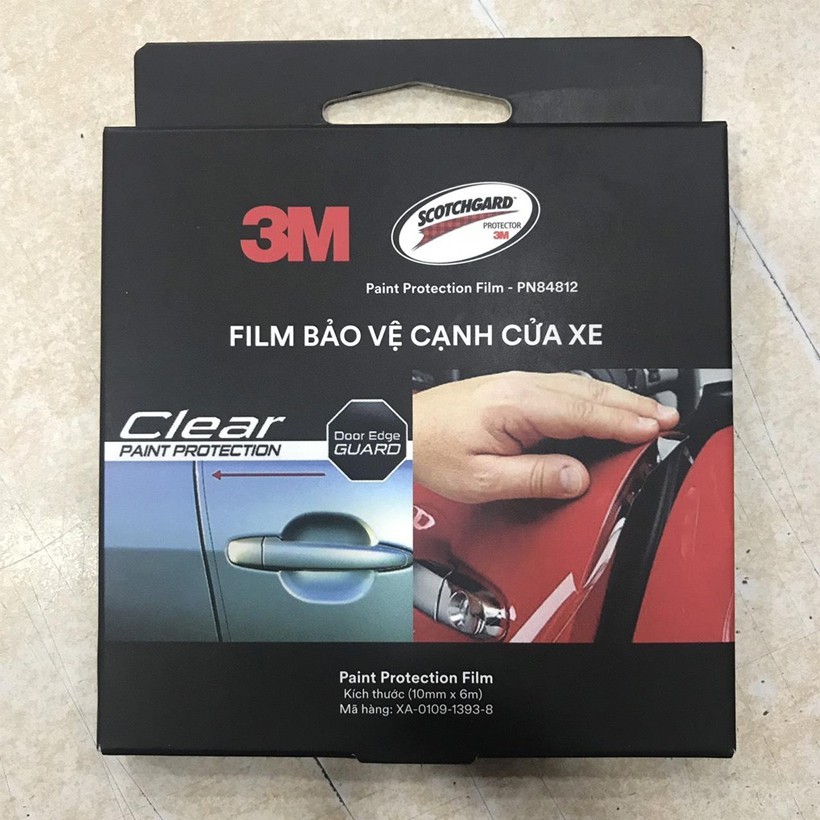 3M
SCOTCHGARD™
PROTECTOR
3M
Paint Protection Film - PN84812
FILM BẢO VỆ CẠNH CỬA XE
Clear
PAINT PROTECTION
Door Edge
GUARD
Paint Protection Film
Kích thước (10mm x 6m)
Mã hàng: XA-0109-1393-8